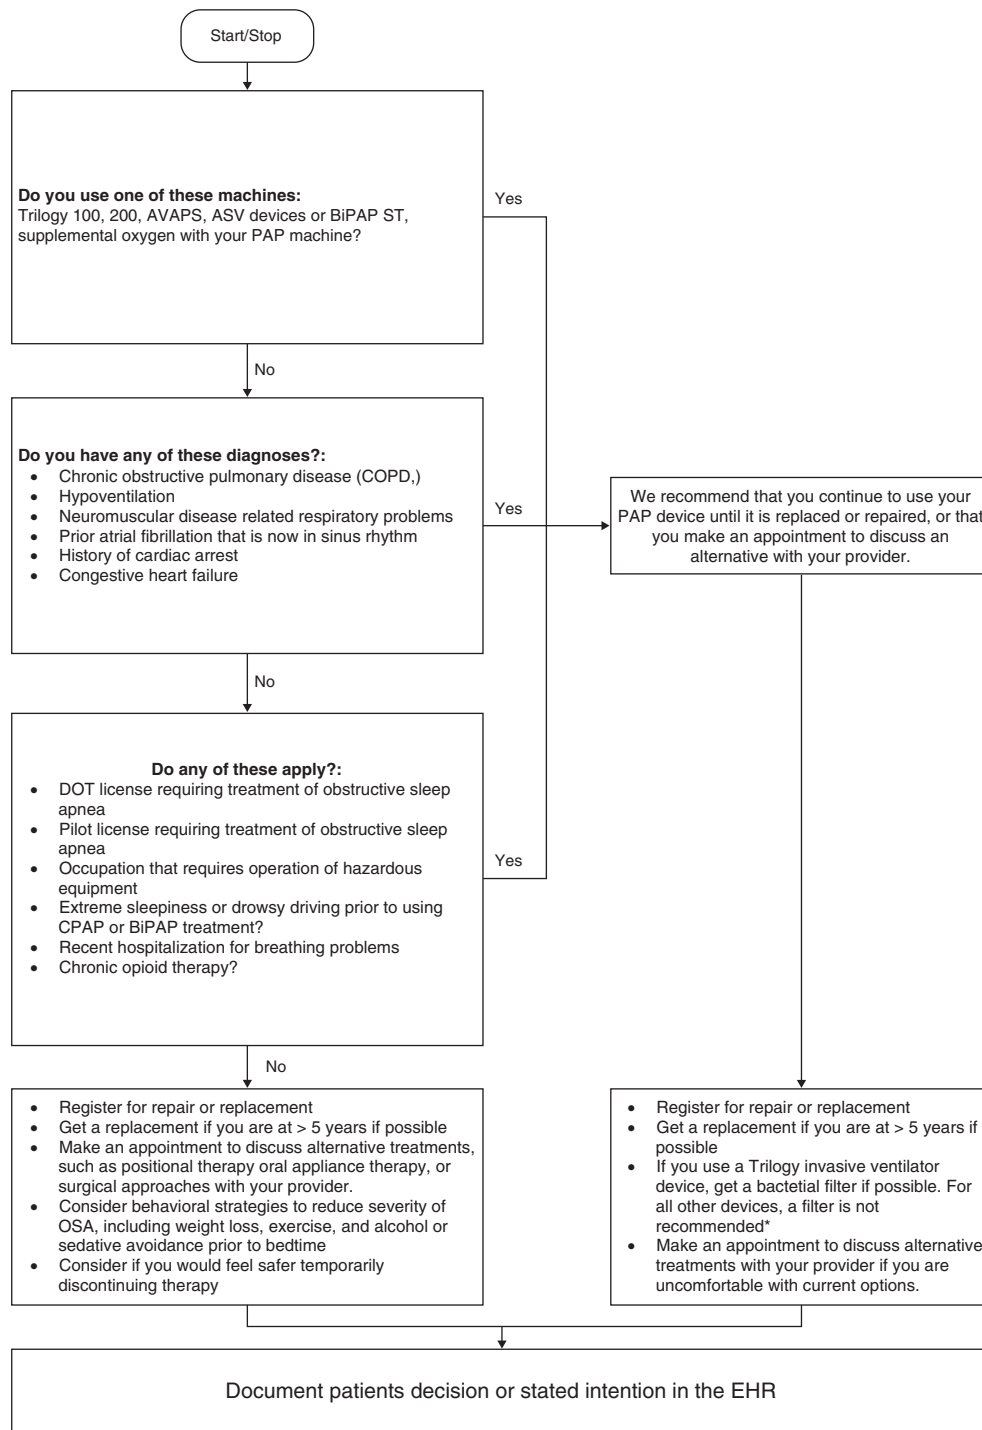 Start/Stop
Do you use one of these machines:
Trilogy 100, 200, AVAPS, ASV devices or BiPAP ST,
supplemental oxygen with your PAP machine?
Yes
No
Do you have any of these diagnoses?:
• Chronic obstructive pulmonary disease (COPD,)
• Hypoventilation
• Neuromuscular disease related respiratory problems
• Prior atrial fibrillation that is now in sinus rhythm
• History of cardiac arrest
• Congestive heart failure
Yes
We recommend that you continue to use your
PAP device until it is replaced or repaired, or that
you make an appointment to discuss an
alternative with your provider.
No
Do any of these apply?:
• DOT license requiring treatment of obstructive sleep
apnea
• Pilot license requiring treatment of obstructive sleep
apnea
• Occupation that requires operation of hazardous
equipment
• Extreme sleepiness or drowsy driving prior to using
CPAP or BiPAP treatment?
• Recent hospitalization for breathing problems
• Chronic opioid therapy?
Yes
No
• Register for repair or replacement
• Get a replacement if you are at > 5 years if possible
• Make an appointment to discuss alternative treatments,
such as positional therapy oral appliance therapy, or
surgical approaches with your provider.
• Consider behavioral strategies to reduce severity of
OSA, including weight loss, exercise, and alcohol or
sedative avoidance prior to bedtime
• Consider if you would feel safer temporarily
discontinuing therapy
• Register for repair or replacement
• Get a replacement if you are at > 5 years if
possible
• If you use a Trilogy invasive ventilator
device, get a bactetial filter if possible. For
all other devices, a filter is not
recommended*
• Make an appointment to discuss alternative
treatments with your provider if you are
uncomfortable with current options.
Document patients decision or stated intention in the EHR